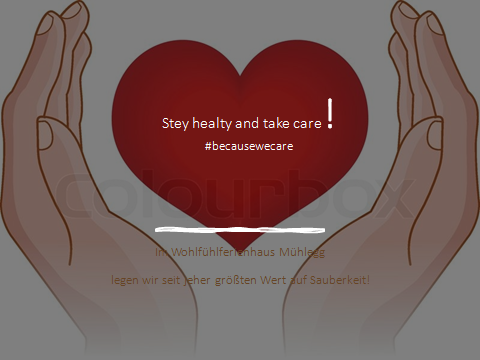 Stey healty and take care !
#becausewecare
colourbox
Im Wohlfühlferienhaus Mühlegg
legen wir seit jeher größten Wert auf Sauberkeit!